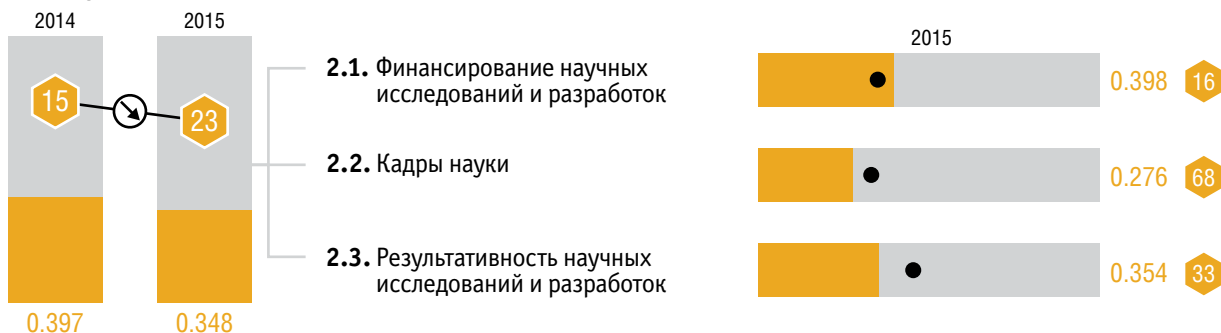 2014
2015
15
23
0.397
0.348
2.1. Финансирование научных
исследований и разработок
2.2. Кадры науки
2.3. Результативность научных
исследований и разработок
2015
0.398
16
0.276
68
0.354
33